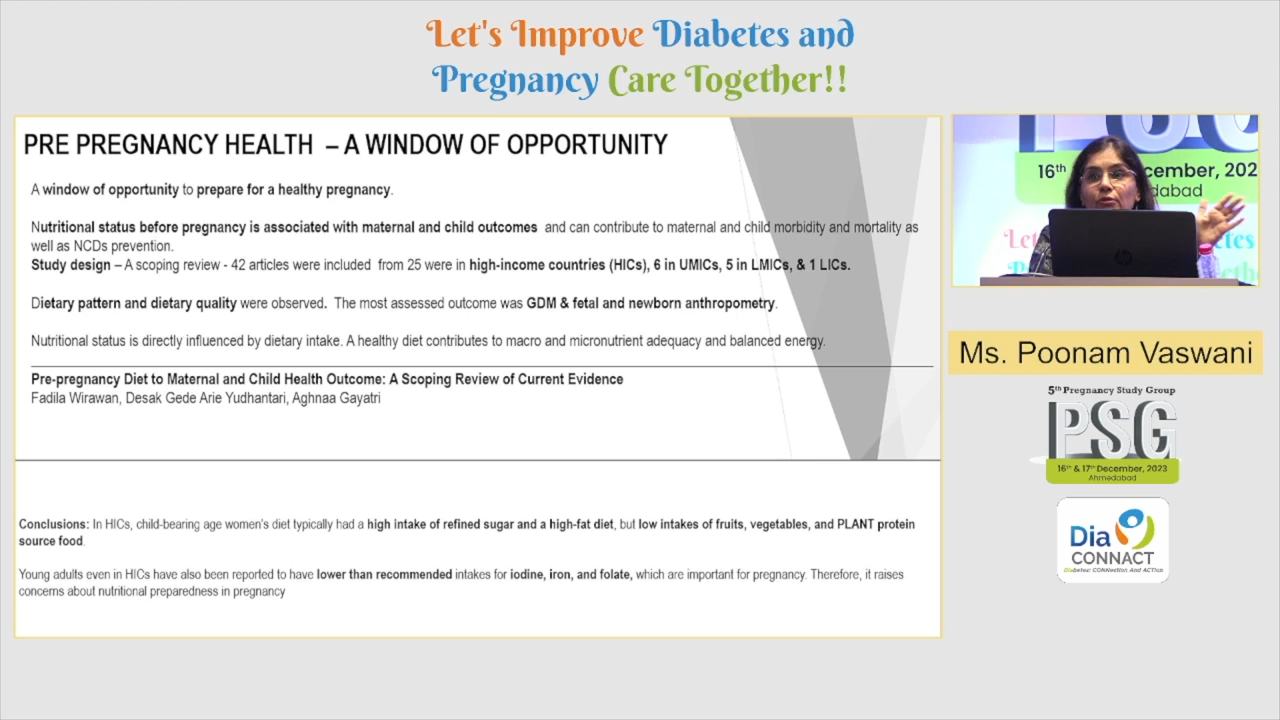 Let's Improve Diabetes and
Pregnancy Care Together!!
PRE PREGNANCY HEALTH – A WINDOW OF OPPORTUNITY
A window of opportunity to prepare for a healthy pregnancy.
Nutritional status before pregnancy is associated with maternal and child outcomes and can contribute to maternal and child morbidity and mortality as
well as NCDs prevention.
Study design – A scoping review - 42 articles were included from 25 were in high-income countries (HICs), 6 in UMICs, 5 in LMICs, & 1 LICs.
Dietary pattern and dietary quality were observed. The most assessed outcome was GDM & fetal and newborn anthropometry.
Nutritional status is directly influenced by dietary intake. A healthy diet contributes to macro and micronutrient adequacy and balanced energy.
Pre-pregnancy Diet to Maternal and Child Health Outcome: A Scoping Review of Current Evidence
Fadila Wirawan, Desak Gede Arie Yudhantari, Aghnaa Gayatri
Conclusions: In HICs, child-bearing age women's diet typically had a high intake of refined sugar and a high-fat diet, but low intakes of fruits, vegetables, and PLANT protein
source food.
Young adults even in HICs have also been reported to have lower than recommended intakes for iodine, iron, and folate, which are important for pregnancy. Therefore, it raises
concerns about nutritional preparedness in pregnancy
16th
cember, 202
dabad
Let
etes
ethe
hp
Ms. Poonam Vaswani
5th Pregnancy Study Group
PSG
16th & 17th December, 2023
Ahmedabad
Dia
CONNACT
Diabetes: CONNection And ACTion